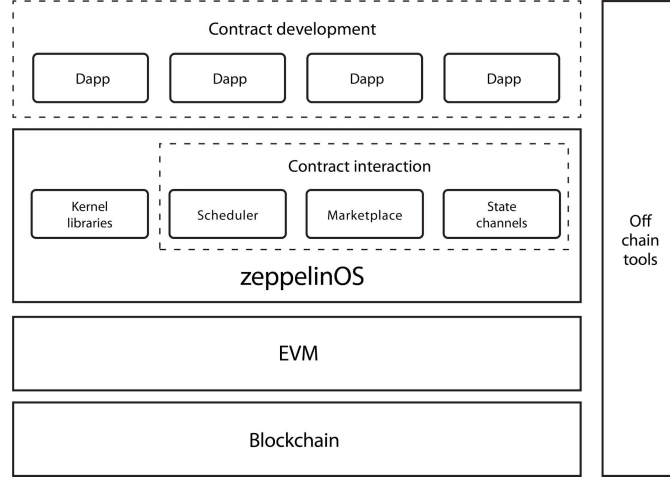 Contract development
Dapp Dapp Dapp Dapp
Contract interaction
Kernel
libraries
Scheduler
Marketplace
State
channels
zeppelinOS
EVM
Blockchain
Off
chain
tools